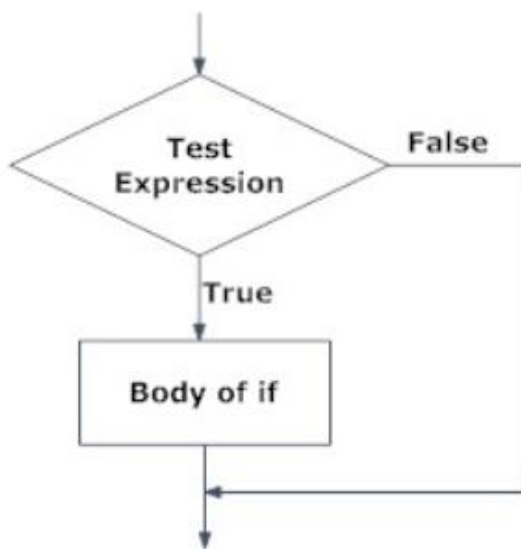 Test
Expression
False
True
Body of if